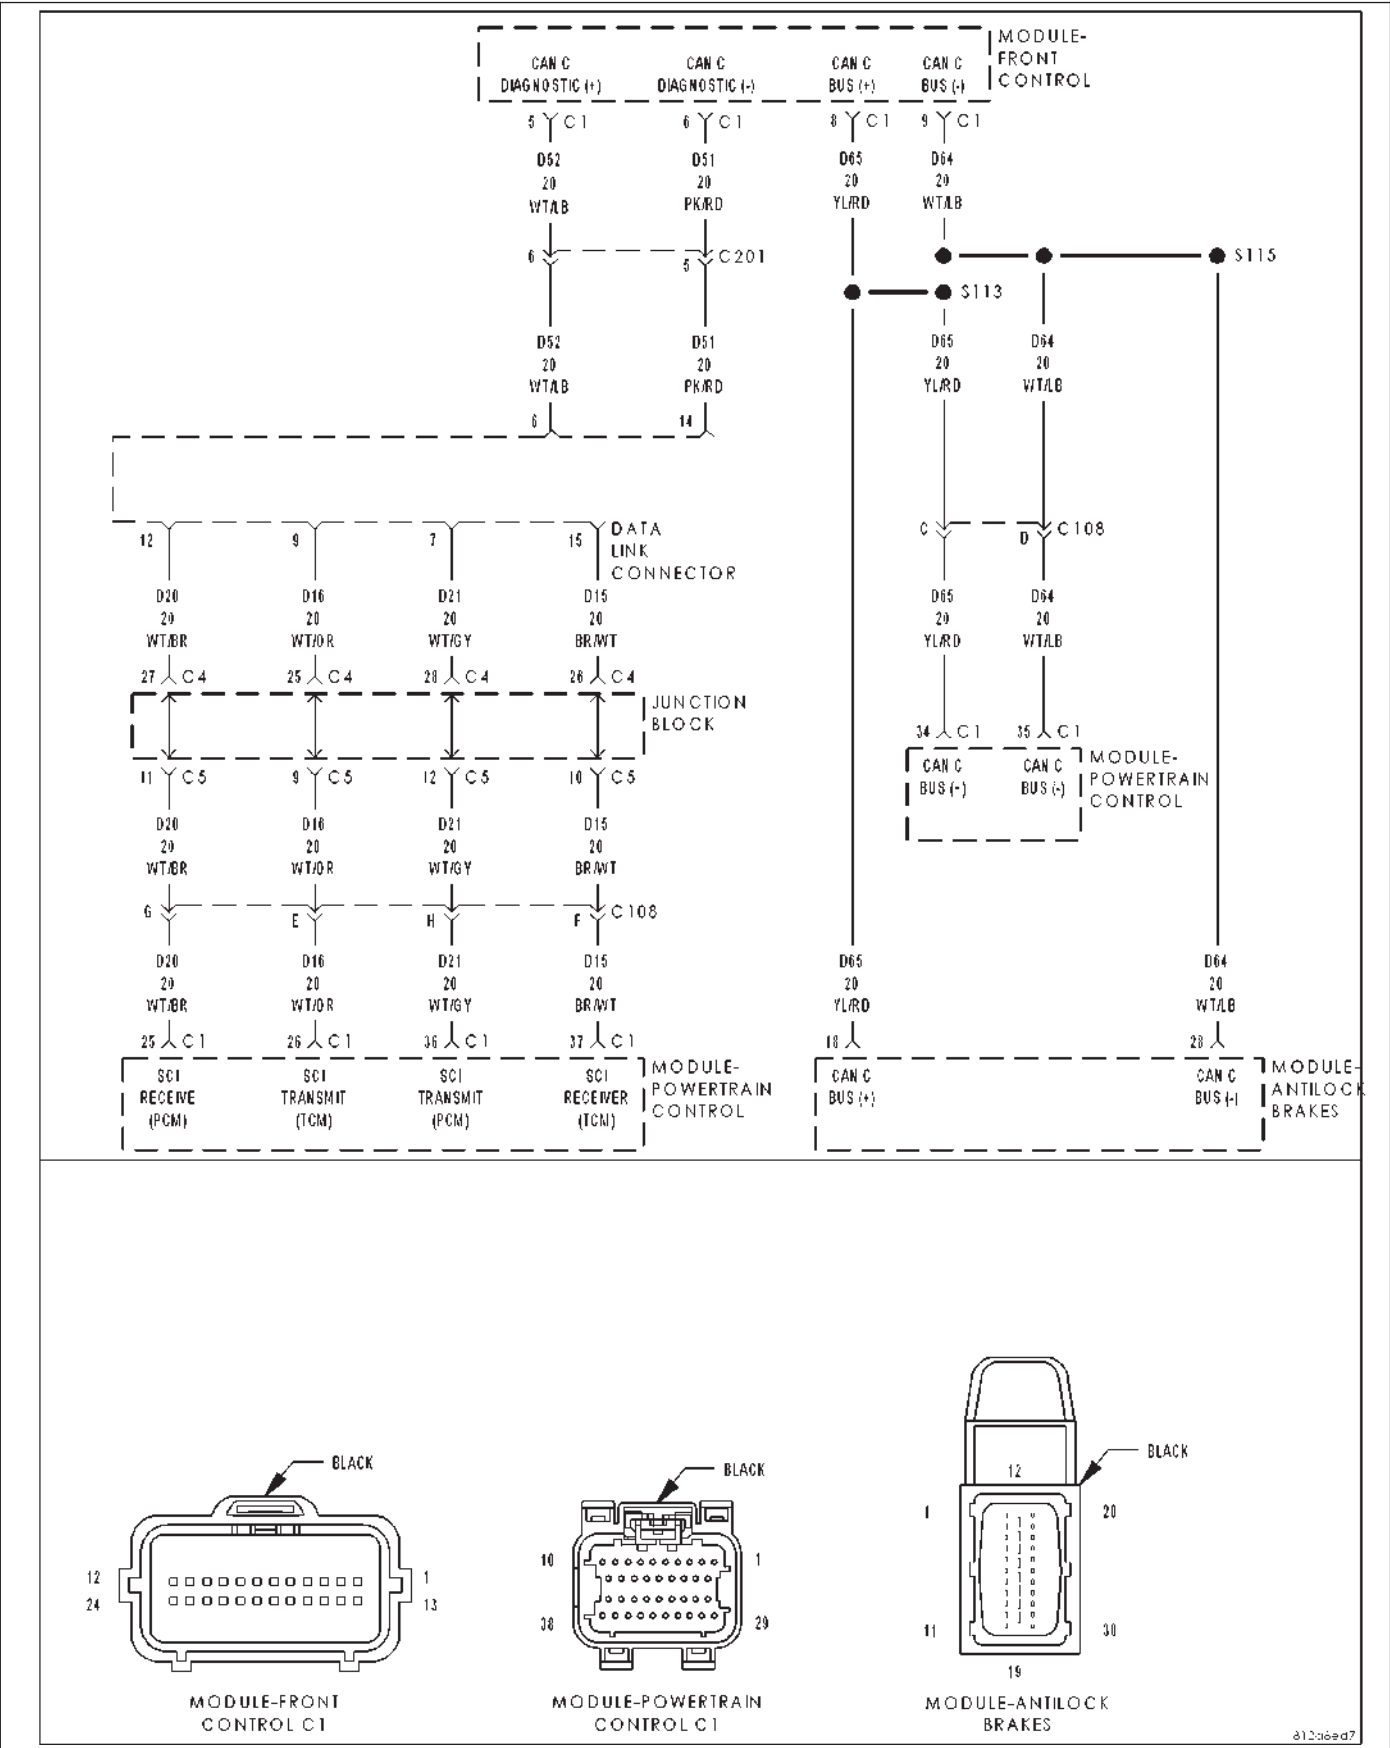 MODULE-
FRONT
CONTROL
CAN C CAN C CAN C CAN C
DIAGNOSTIC (+) DIAGNOSTIC (-) BUS (+) BUS (-)
5 C1 6 C1 8 C1 9 C1
D52 D51 D65 D64
20 20 20 20
WT/LB PK/RD YL/RD WT/LB
6 5 C201 S115
S113
D52 D51 D65 D64
20 20 20 20
WT/LB PK/RD YL/RD WT/LB
6 14
12 9 7 15 DATA
LINK
CONNECTOR
C D C108
D20 D16 D21 D15 D65 D64
20 20 20 20 20 20
WT/BR WT/OR WT/GY BR/WT YL/RD WT/LB
27 C4 25 C4 28 C4 26 C4
JUNCTION
BLOCK
34 C1 35 C1
MODULE-
POWERTRAIN
CONTROL
CAN C CAN C
BUS (+) BUS (-)
11 C5 9 C5 12 C5 10 C5
D20 D16 D21 D15
20 20 20 20
WT/BR WT/OR WT/GY BR/WT
G E H F C108
D20 D16 D21 D15 D65 D64
20 20 20 20 20 20
WT/BR WT/OR WT/GY BR/WT YL/RD WT/LB
25 C1 26 C1 36 C1 37 C1 18 28
MODULE-
POWERTRAIN
CONTROL
SCI SCI SCI SCI
RECEIVE TRANSMIT TRANSMIT RECEIVER
(PCM) (TCM) (PCM) (TCM)
CAN C CAN C
BUS (+) BUS (-)
MODULE-
ANTILOCK
BRAKES
BLACK
12 1
24 13
MODULE-FRONT
CONTROL C1
BLACK
10 1
38 29
MODULE-POWERTRAIN
CONTROL C1
BLACK
12
1 20
11 30
19
MODULE-ANTILOCK
BRAKES
812a6ed7